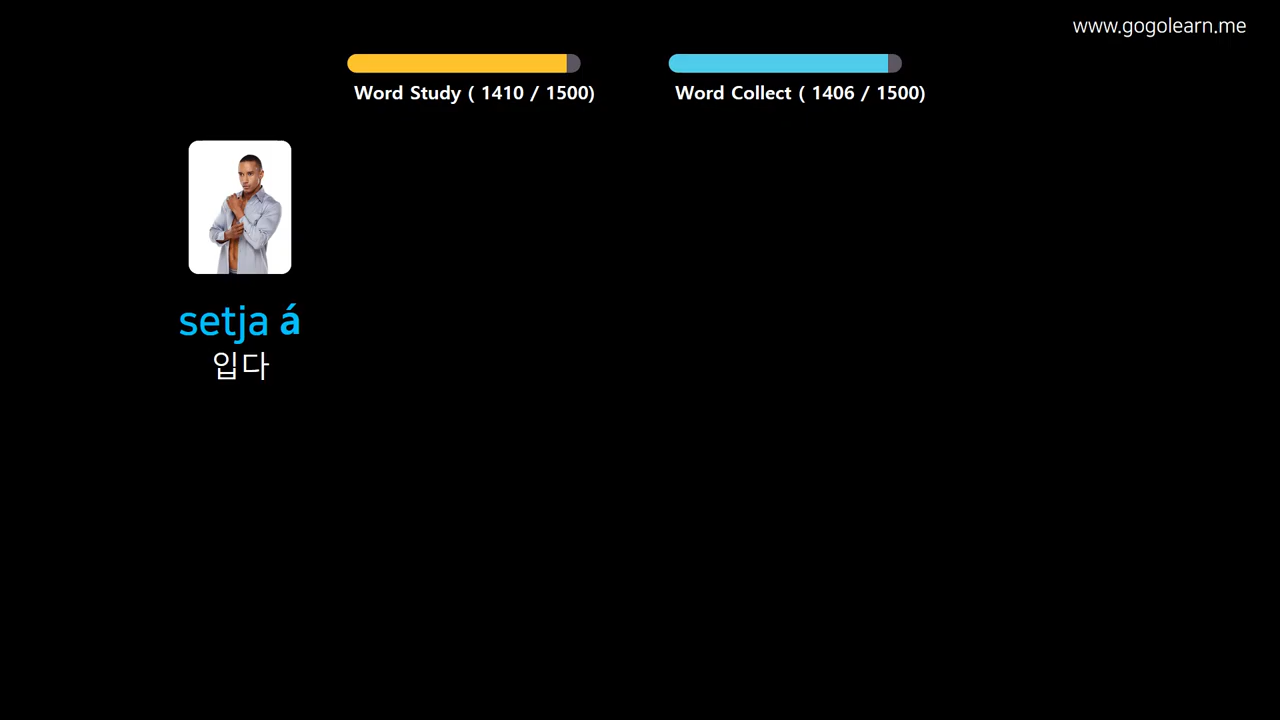 www.gogolearn.me
Word Study ( 1410 / 1500)
Word Collect ( 1406 / 1500)
setja á
입다